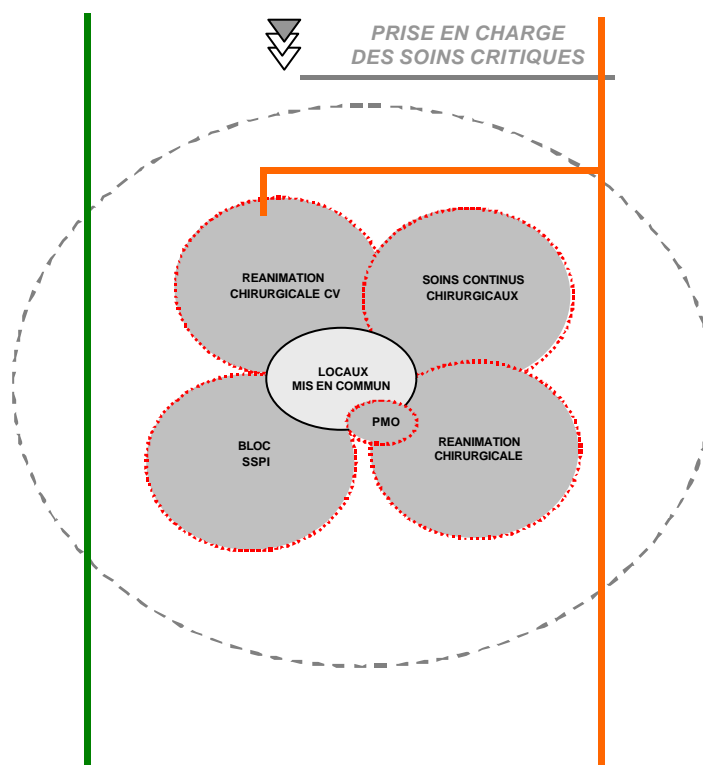 PRISE EN CHARGE
DES SOINS CRITIQUES
REANIMATION
CHIRURGICALE CV
SOINS CONTINUS
CHIRURGICAUX
LOCAUX
MIS EN COMMUN
PMO
BLOC
SSPI
REANIMATION
CHIRURGICALE